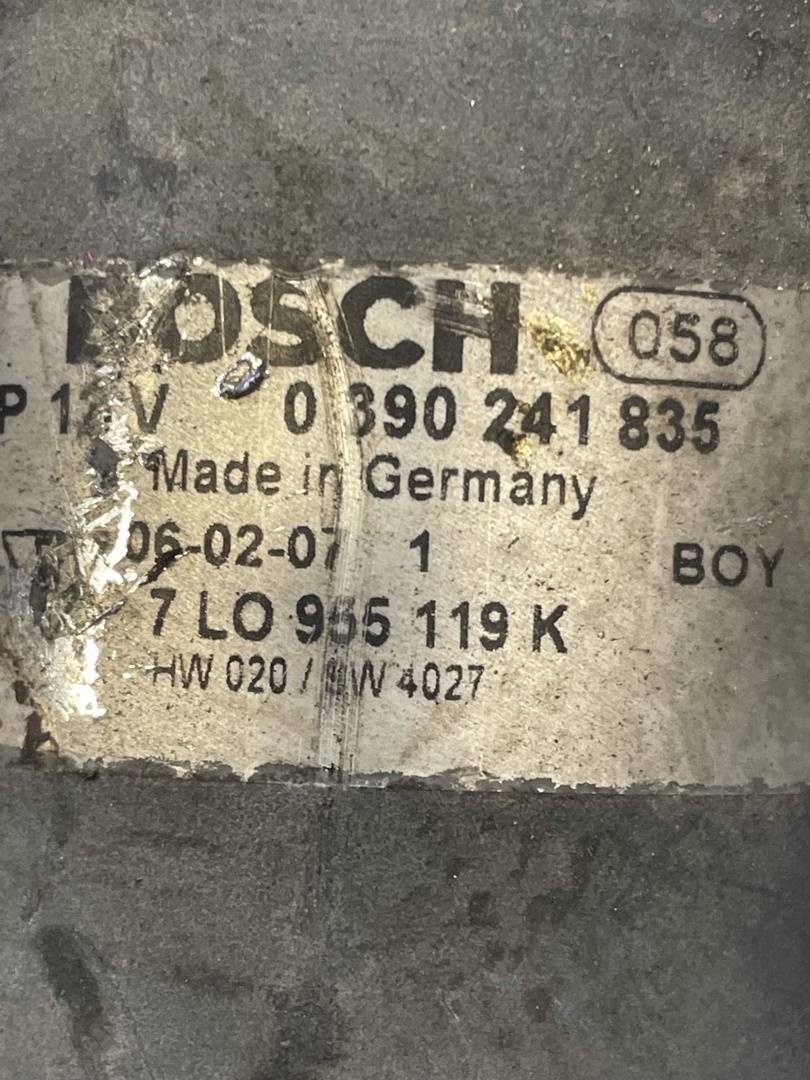 BOSCH 058
P 12 V 0 390 241 835
Made in Germany
06-02-07 1 BOY
7 LO 955 119 K
HW 020 / SW 4027